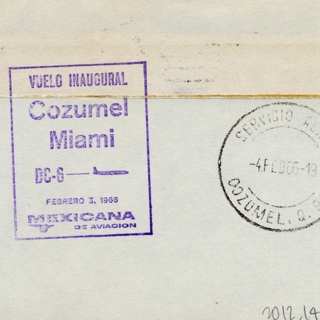 VUELO INAUGURAL
Cozumel
Miami
DC-6
FEBRERO 3, 1966
MEXICANA
DE AVIACION
SERVICIO
-4 FEB 66-19
COZUMEL, Q.
2012.14